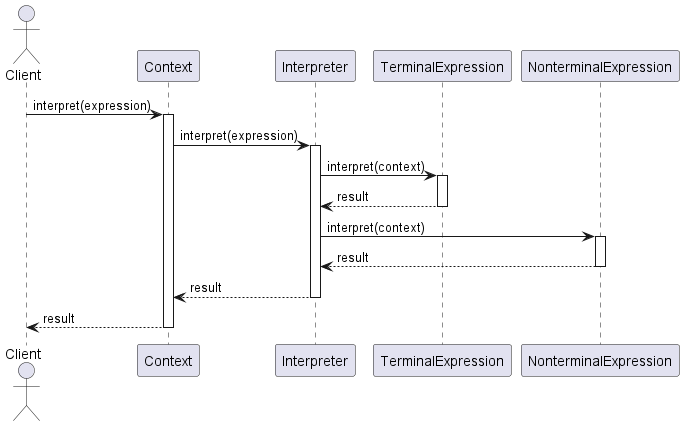 Client
Context
Interpreter
TerminalExpression
NonterminalExpression
interpret(expression)
interpret(expression)
interpret(context)
result
interpret(context)
result
result
result
Client
Context
Interpreter
TerminalExpression
NonterminalExpression